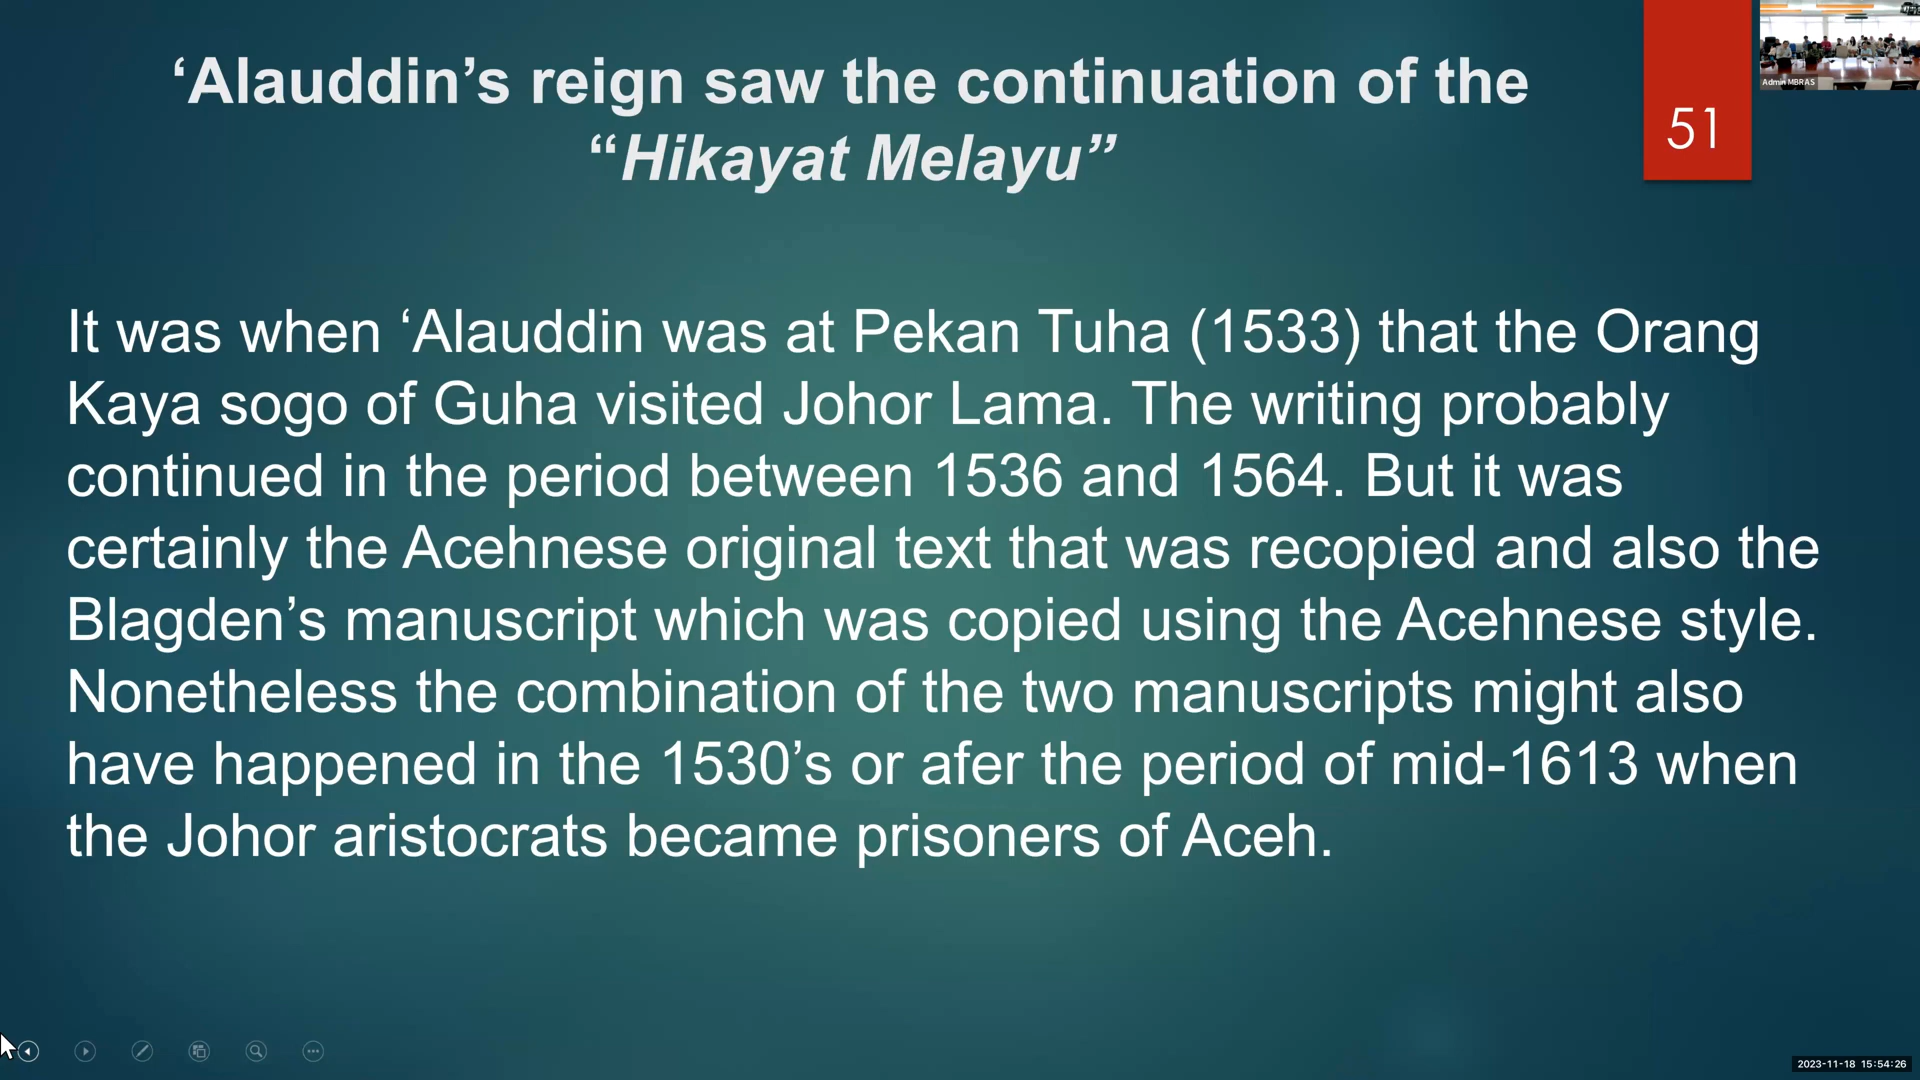 ‘Alauddin’s reign saw the continuation of the
“Hikayat Melayu”
51
Admin MBRAS
It was when ‘Alauddin was at Pekan Tuha (1533) that the Orang
Kaya sogo of Guha visited Johor Lama. The writing probably
continued in the period between 1536 and 1564. But it was
certainly the Acehnese original text that was recopied and also the
Blagden’s manuscript which was copied using the Acehnese style.
Nonetheless the combination of the two manuscripts might also
have happened in the 1530’s or afer the period of mid-1613 when
the Johor aristocrats became prisoners of Aceh.
2023-11-18 15:54:26